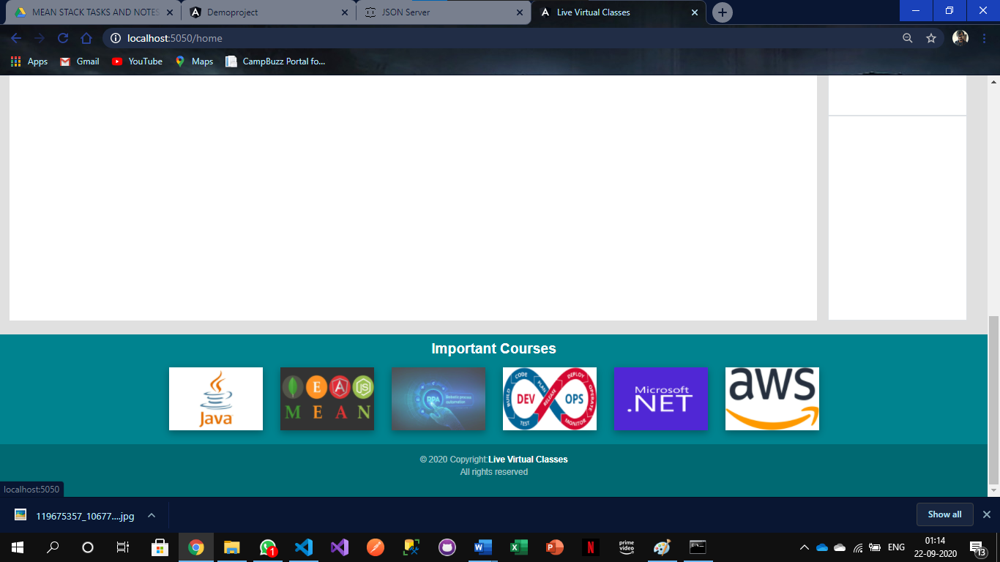 MEAN STACK TASKS AND NOTES
Demoproject
JSON Server
Live Virtual Classes
localhost:5050/home
Apps
Gmail
YouTube
Maps
CampBuzz Portal fo...
Important Courses
Java
E A JS
M E A N
RPA
Robotic process
automation
CODE
PLAN
BUILD
DEV
TEST
RELEASE
DEPLOY
OPS
OPERATE
MONITOR
Microsoft
.NET
aws
© 2020 Copyright:Live Virtual Classes
All rights reserved
localhost:5050
119675357_10677....jpg
Show all
1
N
prime
video
ENG
01:14
22-09-2020
13